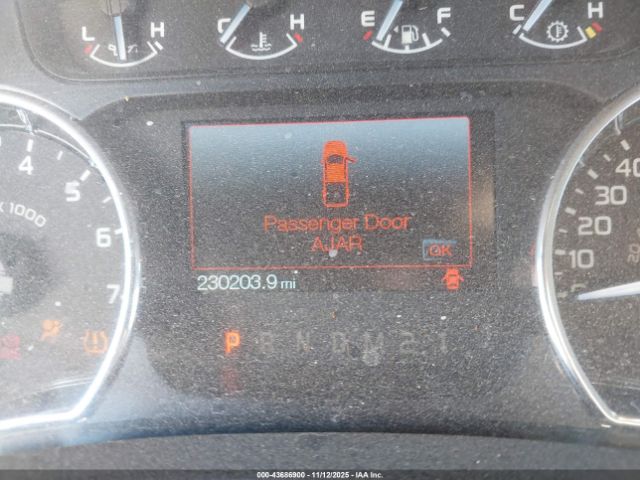 L H
C H
E F
C H
4
5
6
7
x 1000
40
30
20
10
Passenger Door
AJAR
OK
230203.9 mi
P R N D M 2 1
000-43686900 - 11/12/2025 - IAAI, Inc.